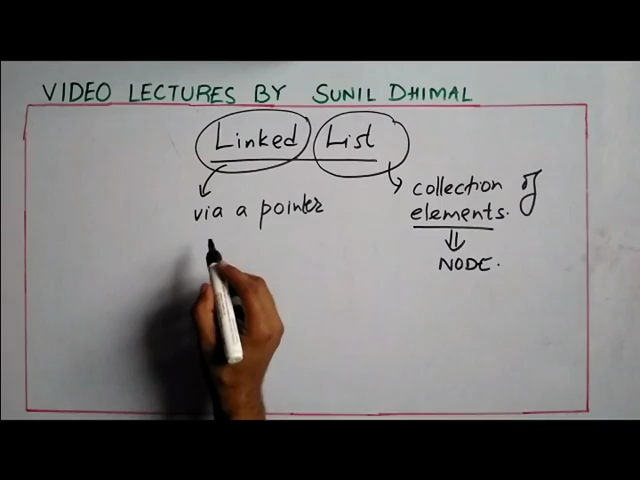 VIDEO LECTURES BY SUNIL DHIMAL
Linked List
via a pointer
collection of
elements.
NODE.